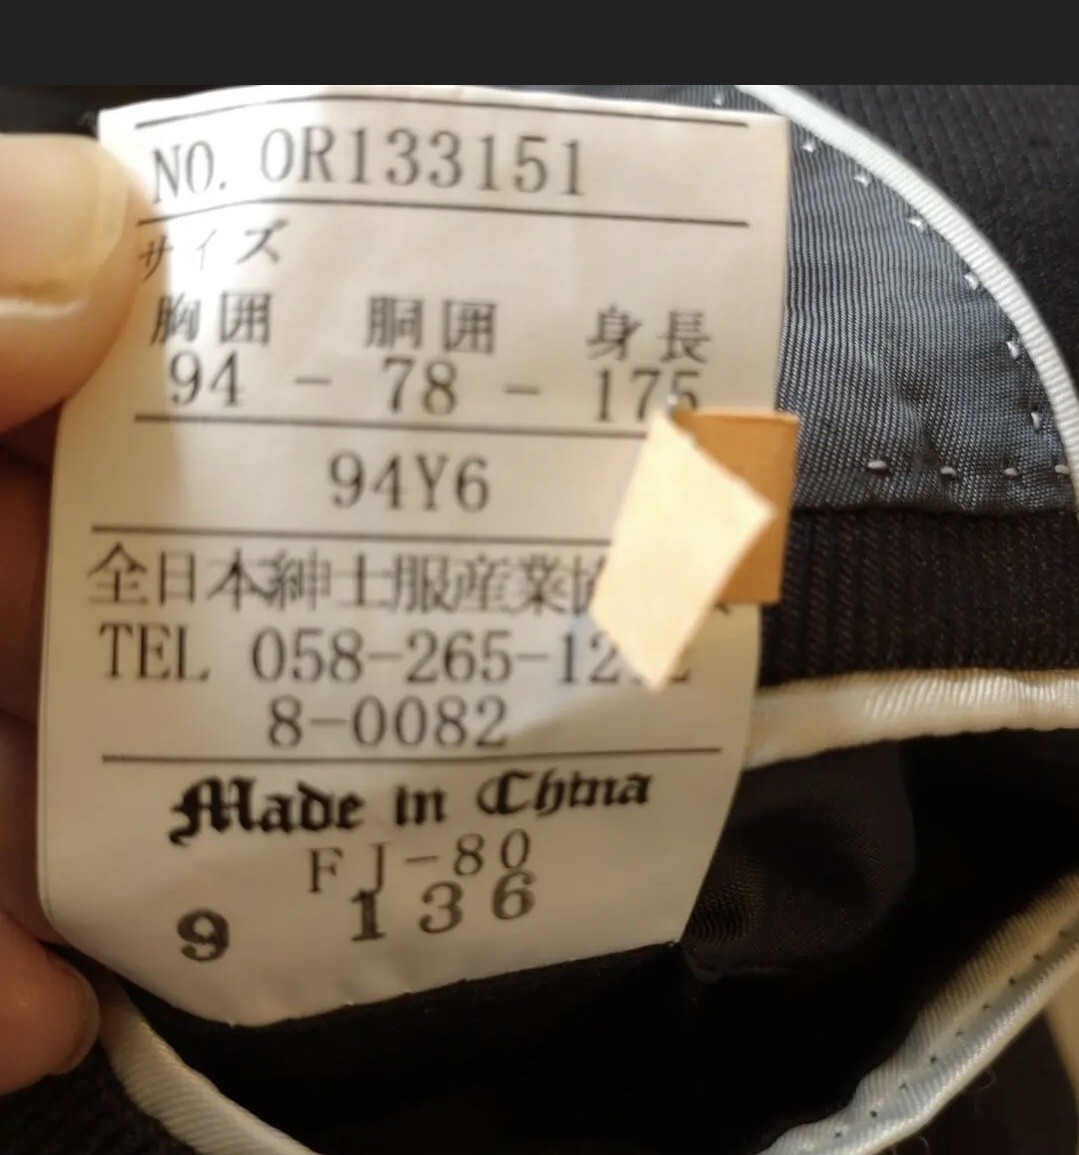 NO. OR133151
サイズ
胸囲 胴囲 身長
94 - 78 - 175
94Y6
全日本紳士服産業
TEL 058-265-12
8-0082
Made in China
FJ-80
9 136